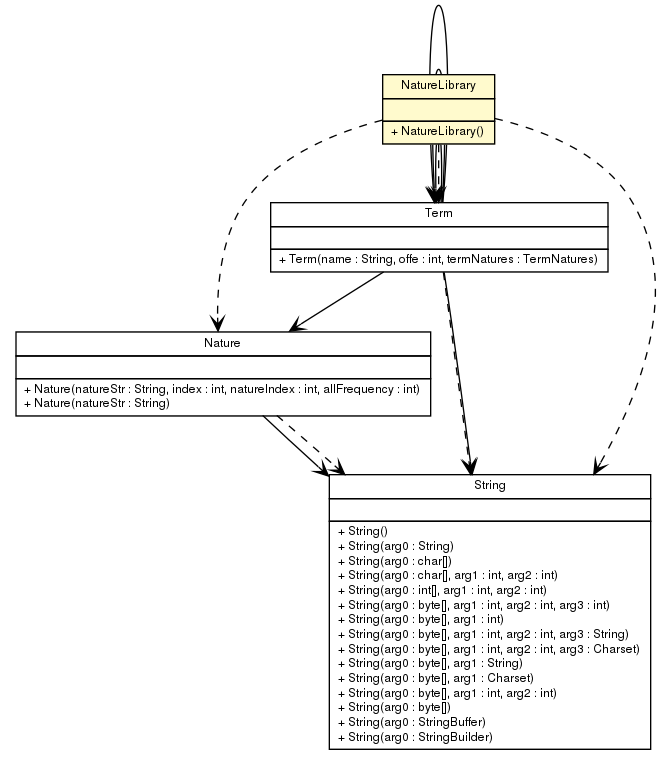 NatureLibrary
+ NatureLibrary()
Term
+ Term(name : String, offe : int, termNatures : TermNatures)
Nature
+ Nature(natureStr : String, index : int, natureIndex : int, allFrequency : int)
+ Nature(natureStr : String)
String
+ String()
+ String(arg0 : String)
+ String(arg0 : char[])
+ String(arg0 : char[], arg1 : int, arg2 : int)
+ String(arg0 : int[], arg1 : int, arg2 : int)
+ String(arg0 : byte[], arg1 : int, arg2 : int, arg3 : int)
+ String(arg0 : byte[], arg1 : int)
+ String(arg0 : byte[], arg1 : int, arg2 : int, arg3 : String)
+ String(arg0 : byte[], arg1 : int, arg2 : int, arg3 : Charset)
+ String(arg0 : byte[], arg1 : String)
+ String(arg0 : byte[], arg1 : Charset)
+ String(arg0 : byte[], arg1 : int, arg2 : int)
+ String(arg0 : byte[])
+ String(arg0 : StringBuffer)
+ String(arg0 : StringBuilder)